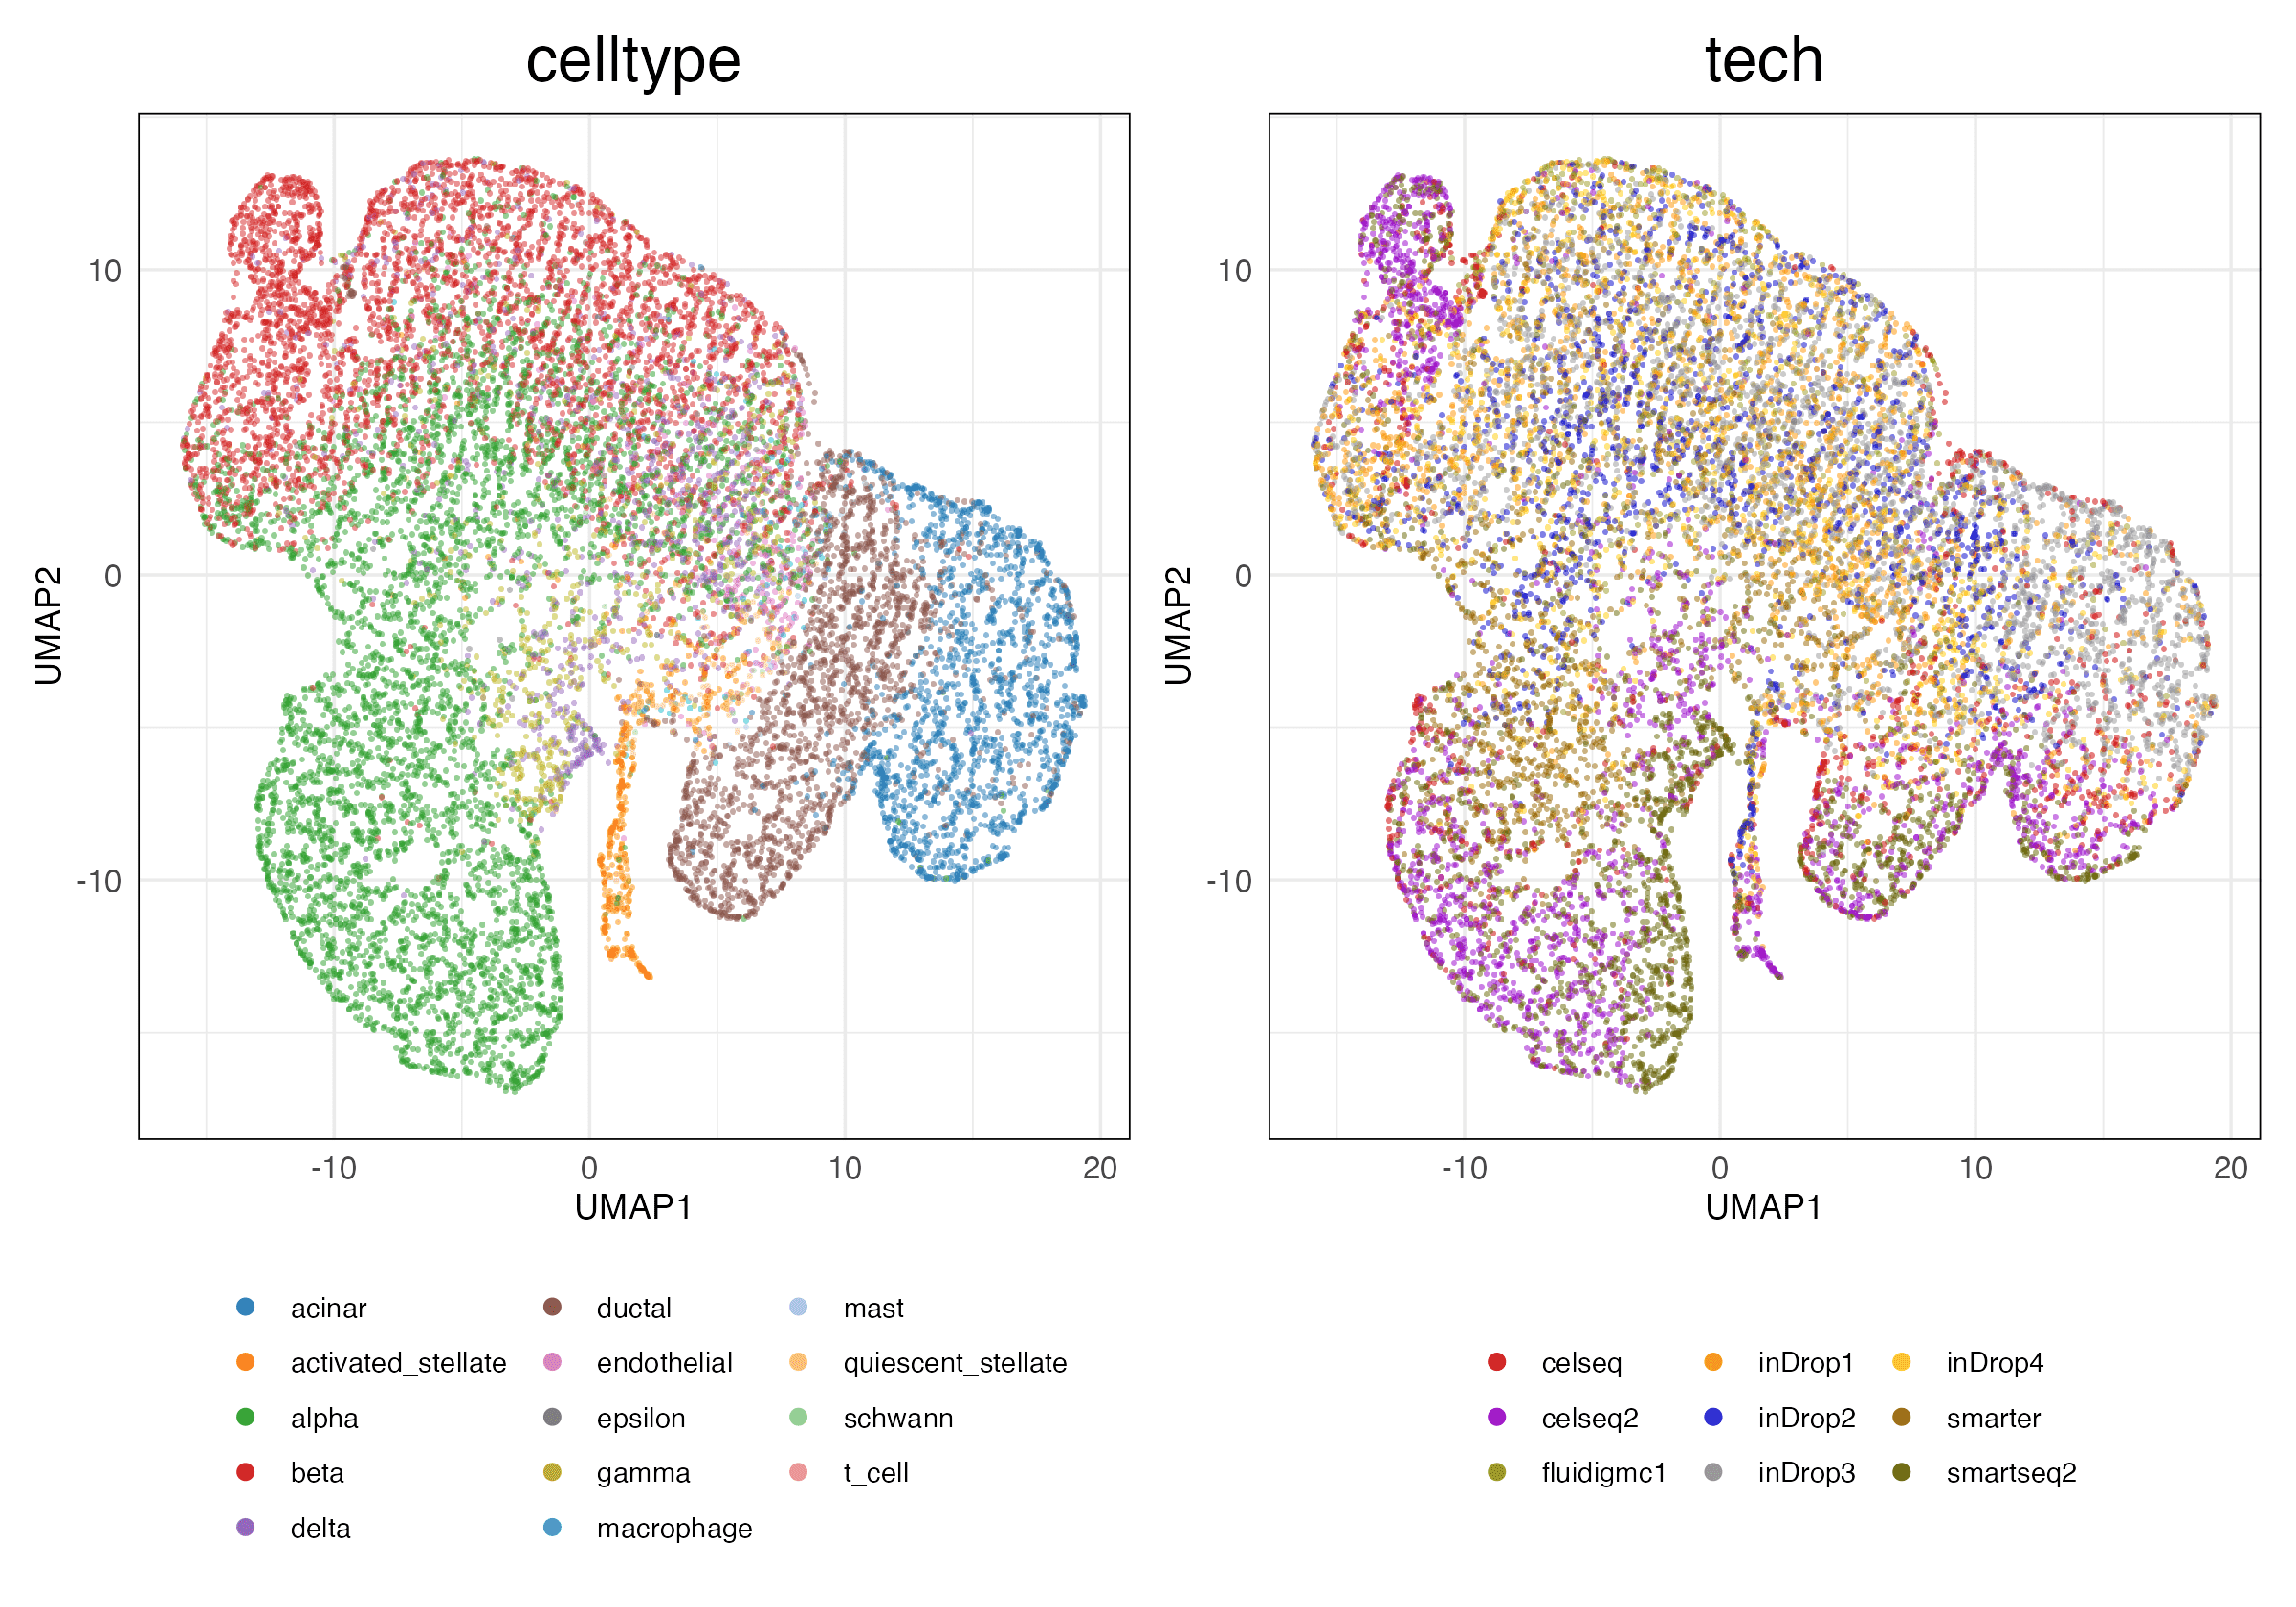 celltype
tech
10
0
-10
UMAP2
-10
0
10
20
UMAP1
10
0
-10
UMAP2
-10
0
10
20
UMAP1
acinar
ductal
mast
activated_stellate
endothelial
quiescent_stellate
alpha
epsilon
schwann
beta
gamma
t_cell
delta
macrophage
celseq
inDrop1
inDrop4
celseq2
inDrop2
smarter
fluidigmc1
inDrop3
smartseq2